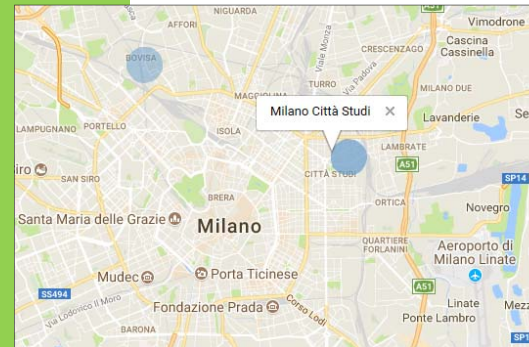 NIGUARDA
AFFORI
Viale Monza
Vimodrone
CRESCENZAGO
Cascina
Cassinella
BOVISA
Via Padova
TURRO
MILANO DUE
Milano Città Studi ×
Lavanderie
LAMPUGNANO
PORTELLO
ISOLA
LAMBRATE
A51
SP14
SAN SIRO
CITTÀ STUDI
BRERA
ORTICA
Novegro
Santa Maria delle Grazie
Milano
QUARTIERE
FORLANINI
Aeroporto di
Milano Linate
Mudec
Porta Ticinese
A51
SS494
Via Lodovico il Moro
Fondazione Prada
Corso Lodi
Linate
Ponte Lambro
BARONA